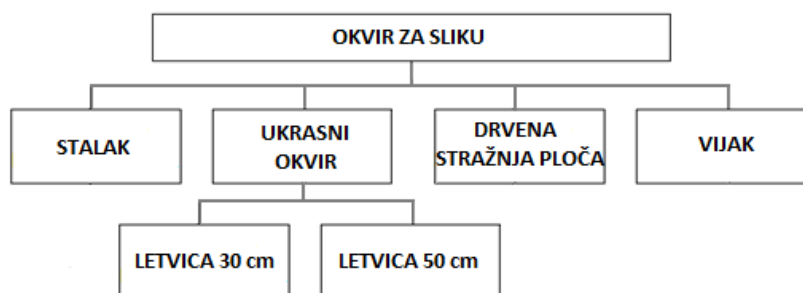 OKVIR ZA SLIKU
STALAK
UKRASNI
OKVIR
DRVENA
STRAŽNJA PLOČA
VIJAK
LETVICA 30 cm
LETVICA 50 cm